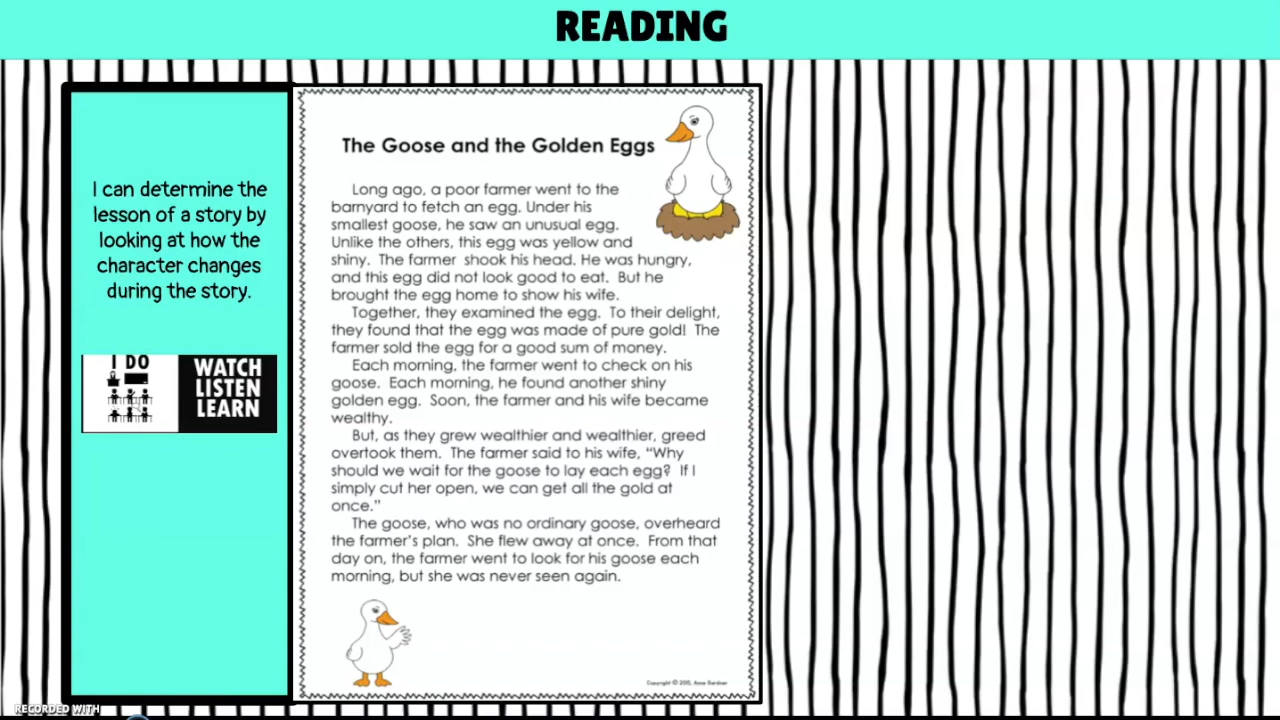 READING
I can determine the
lesson of a story by
looking at how the
character changes
during the story.
I DO
WATCH
LISTEN
LEARN
The Goose and the Golden Eggs
Long ago, a poor farmer went to the
barnyard to fetch an egg. Under his
smallest goose, he saw an unusual egg.
Unlike the others, this egg was yellow and
shiny. The farmer shook his head. He was hungry,
and this egg did not look good to eat. But he
brought the egg home to show his wife.
Together, they examined the egg. To their delight,
they found that the egg was made of pure gold! The
farmer sold the egg for a good sum of money.
Each morning, the farmer went to check on his
goose. Each morning, he found another shiny
golden egg. Soon, the farmer and his wife became
wealthy.
But, as they grew wealthier and wealthier, greed
overtook them. The farmer said to his wife, “Why
should we wait for the goose to lay each egg? If I
simply cut her open, we can get all the gold at
once.”
The goose, who was no ordinary goose, overheard
the farmer’s plan. She flew away at once. From that
day on, the farmer went to look for his goose each
morning, but she was never seen again.
Copyright © 2015, Anne Gardner
RECORDED WITH